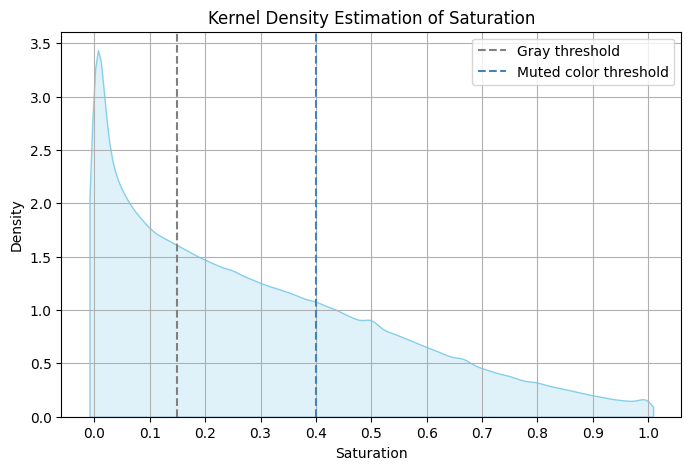 Kernel Density Estimation of Saturation
Gray threshold
Muted color threshold
Density
3.5
3.0
2.5
2.0
1.5
1.0
0.5
0.0
0.0 0.1 0.2 0.3 0.4 0.5 0.6 0.7 0.8 0.9 1.0
Saturation